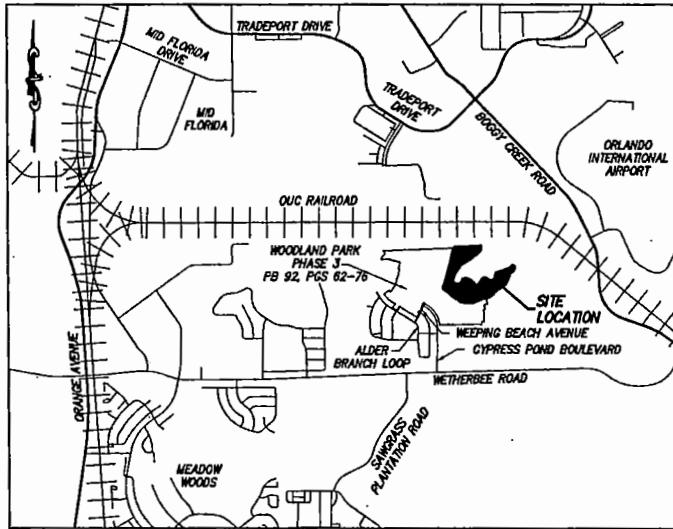 TRADEPORT DRIVE
MID FLORIDA
DRIVE
MID
FLORIDA
TRADEPORT
DRIVE
BOGGY CREEK ROAD
ORLANDO
INTERNATIONAL
AIRPORT
OUC RAILROAD
WOODLAND PARK
PHASE 3
PB 92, PGS 62-76
SITE
LOCATION
WEEPING BEACH AVENUE
ALDER
BRANCH LOOP
CYPRESS POND BOULEVARD
WETHERBEE ROAD
ORANGE AVENUE
SAWGRASS
PLANTATION ROAD
MEADOW
WOODS